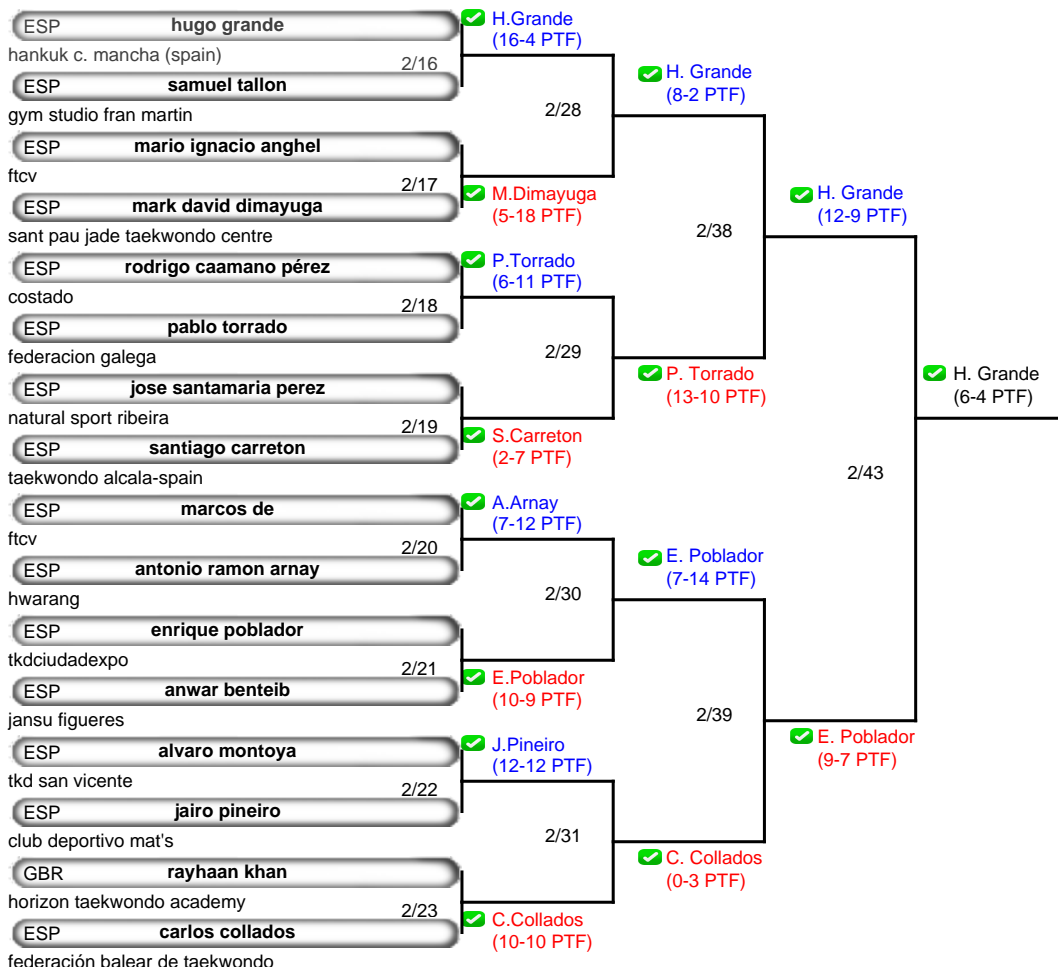 ESP hugo grande
hankuk c. mancha (spain)
2/16
ESP samuel tallon
gym studio fran martin
ESP mario ignacio anghel
ftcv
2/17
ESP mark david dimayuga
sant pau jade taekwondo centre
ESP rodrigo caamano pérez
costado
2/18
ESP pablo torrado
federacion galega
ESP jose santamaria perez
natural sport ribeira
2/19
ESP santiago carreton
taekwondo alcala-spain
ESP marcos de
ftcv
2/20
ESP antonio ramon arnay
hwarang
ESP enrique poblador
tkdciudadexpo
2/21
ESP anwar benteib
jansu figueres
ESP alvaro montoya
tkd san vicente
2/22
ESP jairo pineiro
club deportivo mat's
GBR rayhaan khan
horizon taekwondo academy
2/23
ESP carlos collados
federación balear de taekwondo
H.Grande
(16-4 PTF)
2/28
M.Dimayuga
(5-18 PTF)
P.Torrado
(6-11 PTF)
2/29
S.Carreton
(2-7 PTF)
A.Arnay
(7-12 PTF)
2/30
E.Poblador
(10-9 PTF)
J.Pineiro
(12-12 PTF)
2/31
C.Collados
(10-10 PTF)
H. Grande
(8-2 PTF)
2/38
P. Torrado
(13-10 PTF)
E. Poblador
(7-14 PTF)
2/39
C. Collados
(0-3 PTF)
H. Grande
(12-9 PTF)
2/43
E. Poblador
(9-7 PTF)
H. Grande
(6-4 PTF)